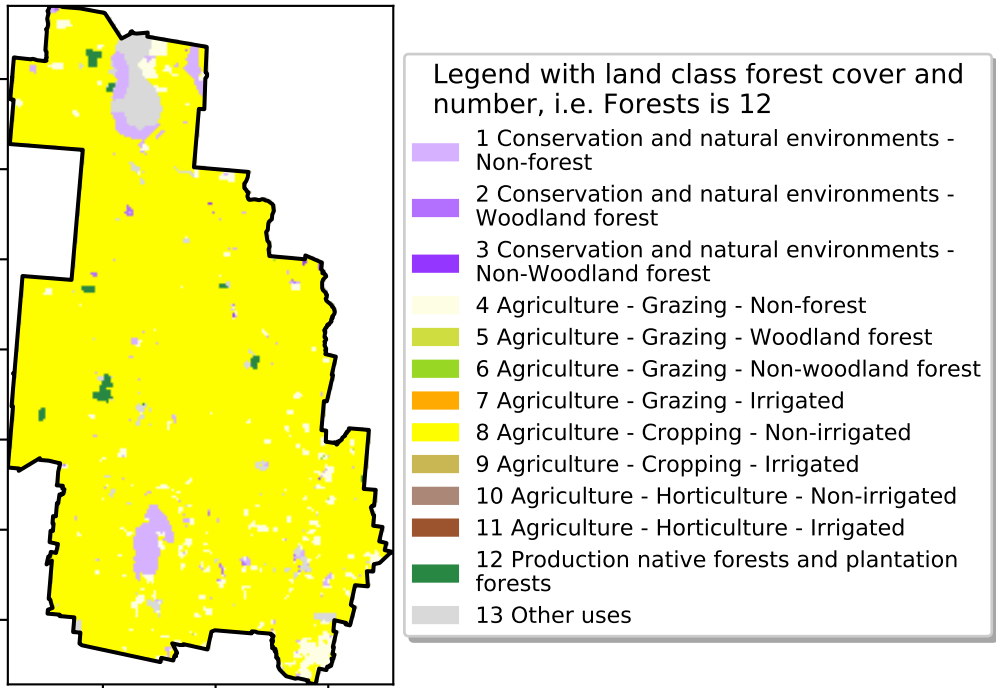 Legend with land class forest cover and
number, i.e. Forests is 12
1 Conservation and natural environments -
Non-forest
2 Conservation and natural environments -
Woodland forest
3 Conservation and natural environments -
Non-Woodland forest
4 Agriculture - Grazing - Non-forest
5 Agriculture - Grazing - Woodland forest
6 Agriculture - Grazing - Non-woodland forest
7 Agriculture - Grazing - Irrigated
8 Agriculture - Cropping - Non-irrigated
9 Agriculture - Cropping - Irrigated
10 Agriculture - Horticulture - Non-irrigated
11 Agriculture - Horticulture - Irrigated
12 Production native forests and plantation
forests
13 Other uses